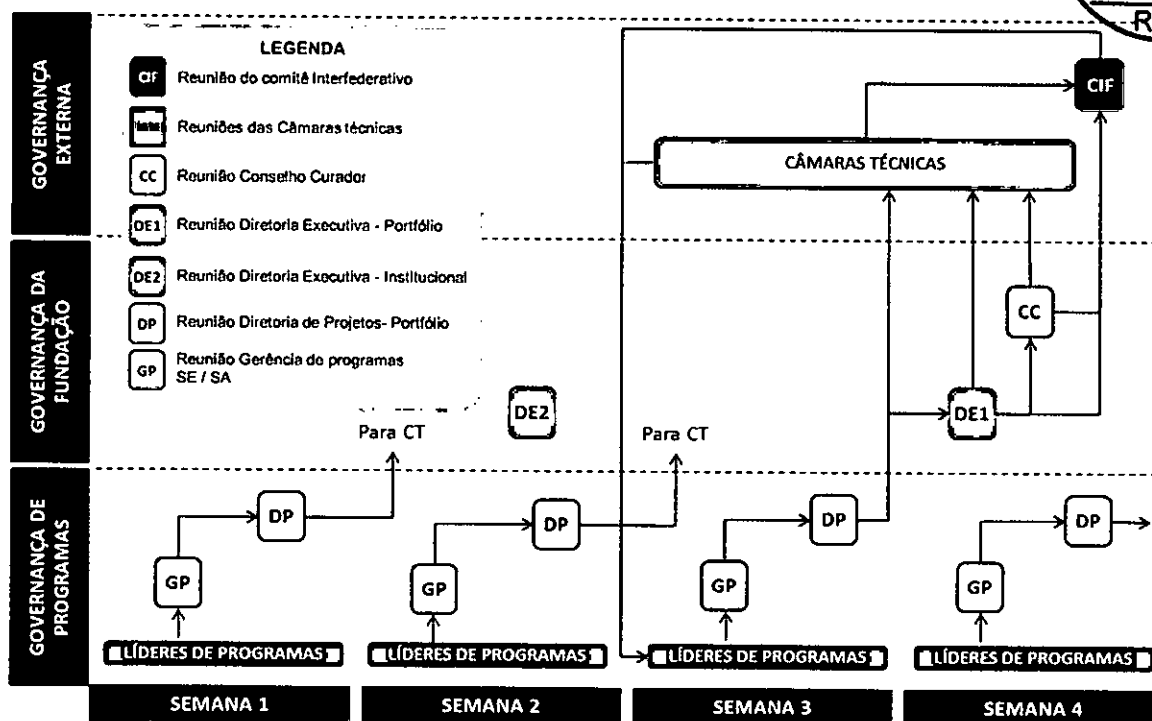 R
GOVERNANÇA
EXTERNA
LEGENDA
CIF Reunião do comitê Interfederativo
Reuniões das Câmaras técnicas
CC Reunião Conselho Curador
DE1 Reunião Diretoria Executiva - Portfólio
DE2 Reunião Diretoria Executiva - Institucional
DP Reunião Diretoria de Projetos- Portfólio
GP Reunião Gerência de programas
SE / SA
CIF
CÂMARAS TÉCNICAS
GOVERNANÇA DA
FUNDAÇÃO
CC
DE2
DE1
Para CT
Para CT
GOVERNANÇA DE
PROGRAMAS
DP
DP
DP
DP
GP
GP
GP
GP
LÍDERES DE PROGRAMAS
LÍDERES DE PROGRAMAS
LÍDERES DE PROGRAMAS
LÍDERES DE PROGRAMAS
SEMANA 1
SEMANA 2
SEMANA 3
SEMANA 4